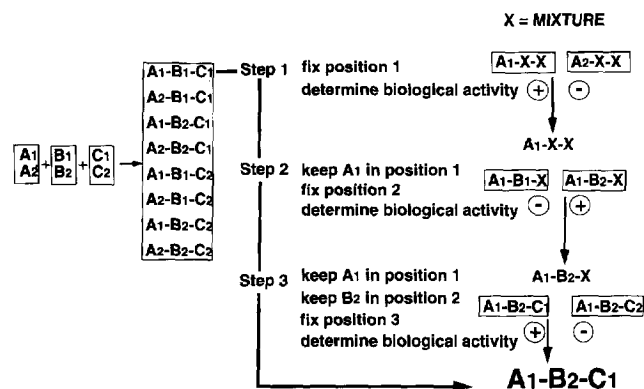 X = MIXTURE
A1 + B1 + C1
A2 B2 C2
A1-B1-C1
A2-B1-C1
A1-B2-C1
A2-B2-C1
A1-B1-C2
A2-B1-C2
A1-B2-C2
A2-B2-C2
Step 1 fix position 1
determine biological activity
A1-X-X A2-X-X
+ -
A1-X-X
Step 2 keep A1 in position 1
fix position 2
determine biological activity
A1-B1-X A1-B2-X
- +
A1-B2-X
Step 3 keep A1 in position 1
keep B2 in position 2
fix position 3
determine biological activity
A1-B2-C1 A1-B2-C2
+ -
A1-B2-C1